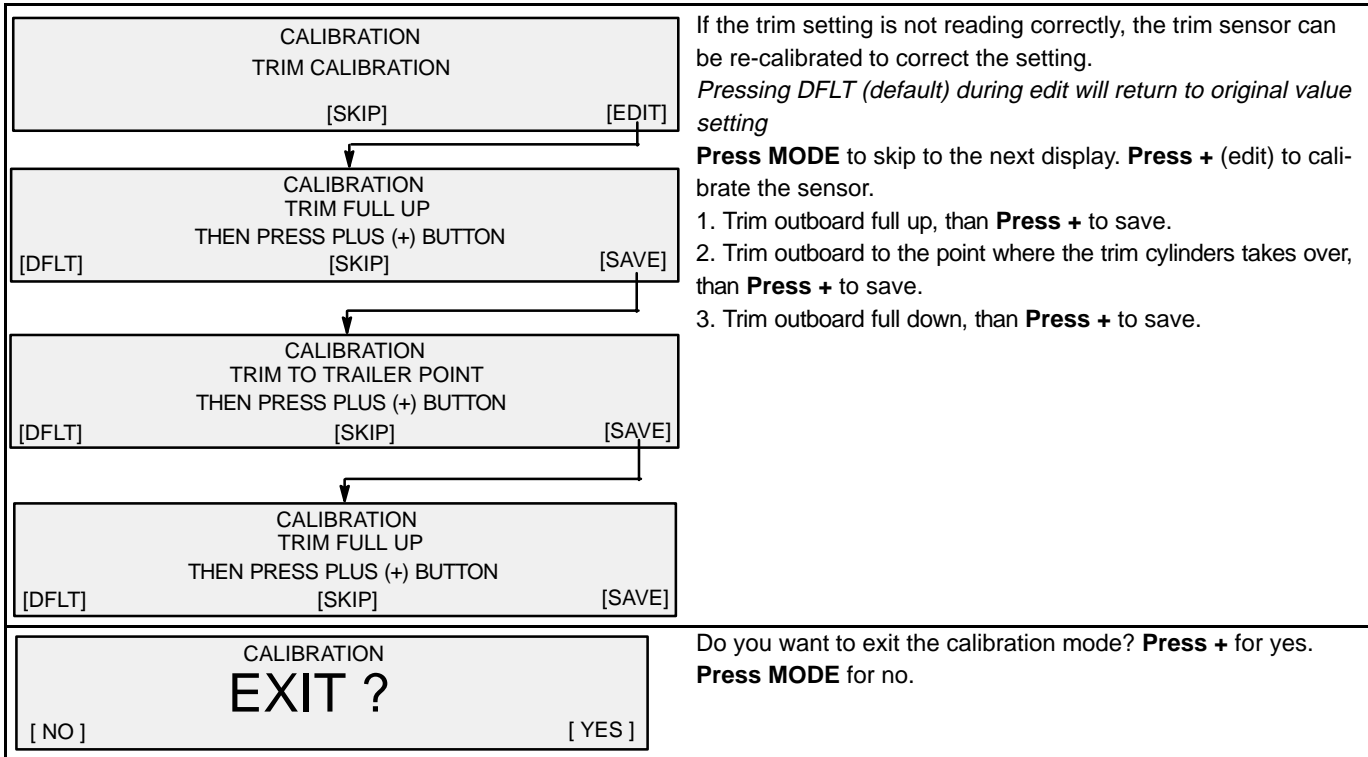 CALIBRATION
TRIM CALIBRATION
[SKIP] [EDIT]
CALIBRATION
TRIM FULL UP
THEN PRESS PLUS (+) BUTTON
[DFLT] [SKIP] [SAVE]
CALIBRATION
TRIM TO TRAILER POINT
THEN PRESS PLUS (+) BUTTON
[DFLT] [SKIP] [SAVE]
CALIBRATION
TRIM FULL UP
THEN PRESS PLUS (+) BUTTON
[DFLT] [SKIP] [SAVE]
If the trim setting is not reading correctly, the trim sensor can
be re-calibrated to correct the setting.
Pressing DFLT (default) during edit will return to original value
setting
Press MODE to skip to the next display. Press + (edit) to cali-
brate the sensor.
1. Trim outboard full up, than Press + to save.
2. Trim outboard to the point where the trim cylinders takes over,
than Press + to save.
3. Trim outboard full down, than Press + to save.
CALIBRATION
EXIT ?
[ NO ] [ YES ]
Do you want to exit the calibration mode? Press + for yes.
Press MODE for no.